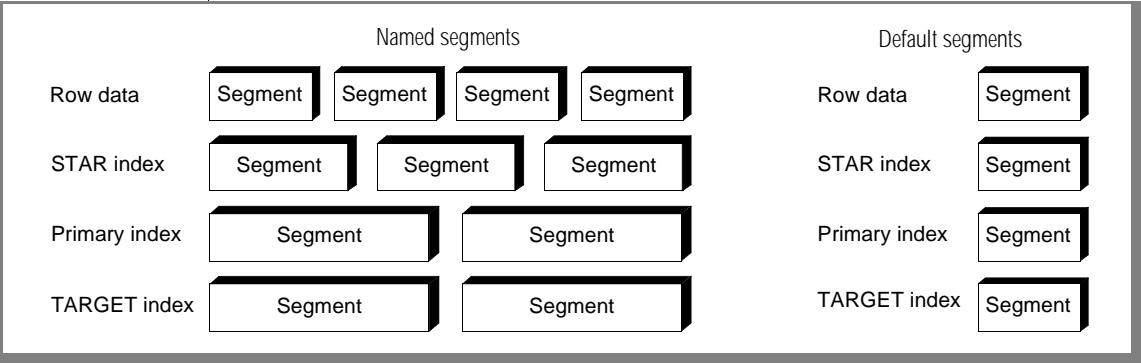 Named segments
Default segments
Row data Segment Segment Segment Segment Row data Segment
STAR index Segment Segment Segment STAR index Segment
Primary index Segment Segment Primary index Segment
TARGET index Segment Segment TARGET index Segment